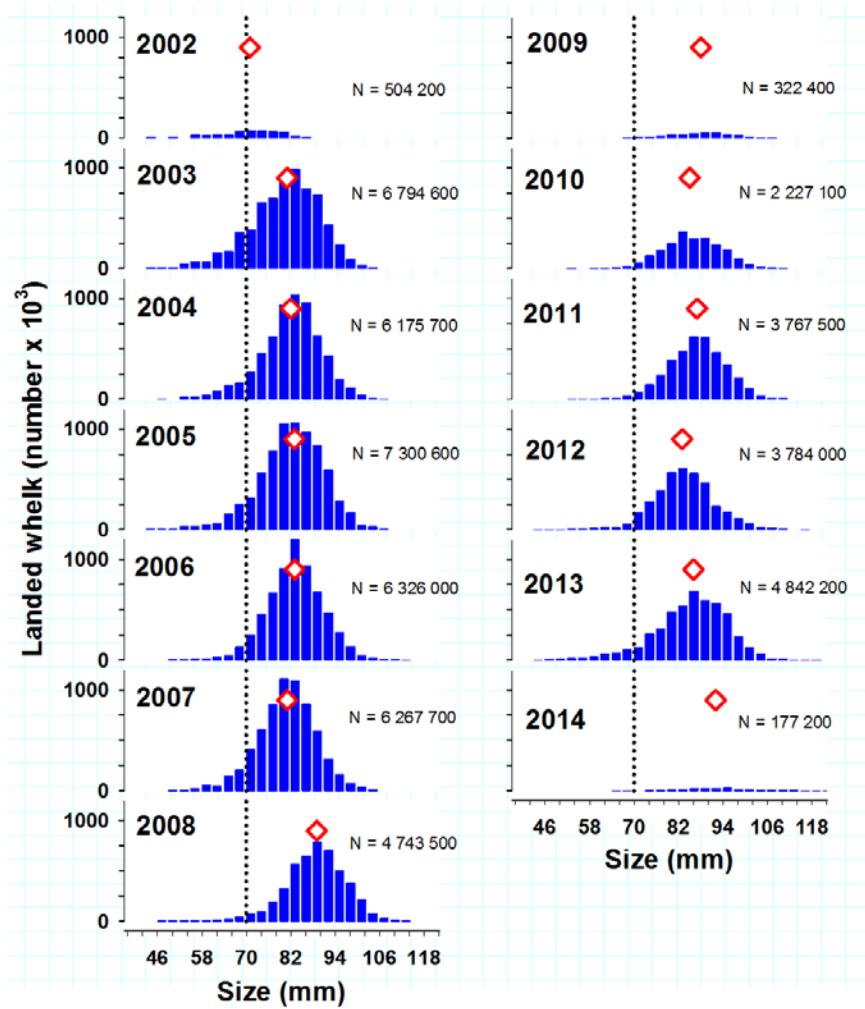 Landed whelk (number x 10³)
1000
0
2002
N = 504 200
1000
0
2003
N = 6 794 600
1000
0
2004
N = 6 175 700
1000
0
2005
N = 7 300 600
1000
0
2006
N = 6 326 000
1000
0
2007
N = 6 267 700
1000
0
2008
N = 4 743 500
46 58 70 82 94 106 118
Size (mm)
2009
N = 322 400
2010
N = 2 227 100
2011
N = 3 767 500
2012
N = 3 784 000
2013
N = 4 842 200
2014
N = 177 200
46 58 70 82 94 106 118
Size (mm)